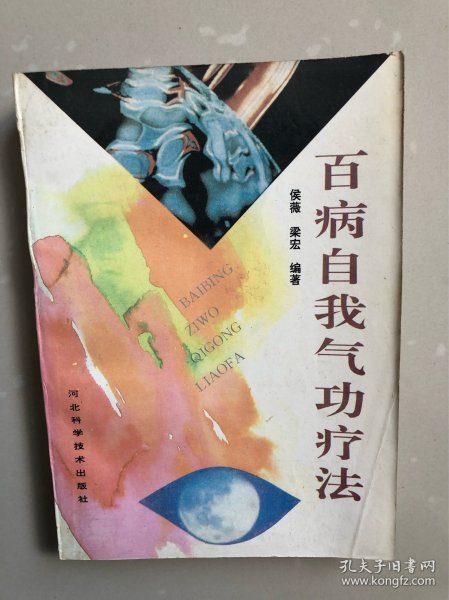 百病自我气功疗法
侯薇 梁宏 编著
BAIBING
ZIWO
QIGONG
LIAOFA
河北科学技术出版社
孔夫子旧书网
www.kongfz.com